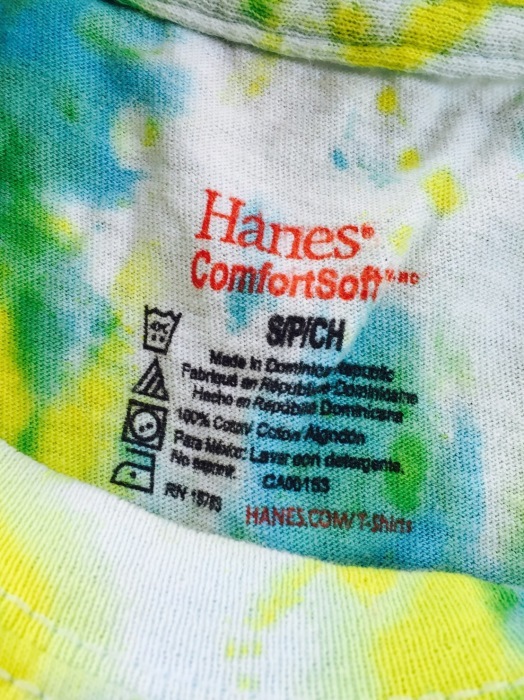 Hanes®
ComfortSoft
S/P/CH
Made in Dominican Republic
Fabriqué en République Dominicaine
Hecho en República Dominicana
100% Cotton/ Coton/ Algodón
Para México: Lavar con detergente.
No exprimir. CA00153
RN 15763 HANES.COM/T-Shirts